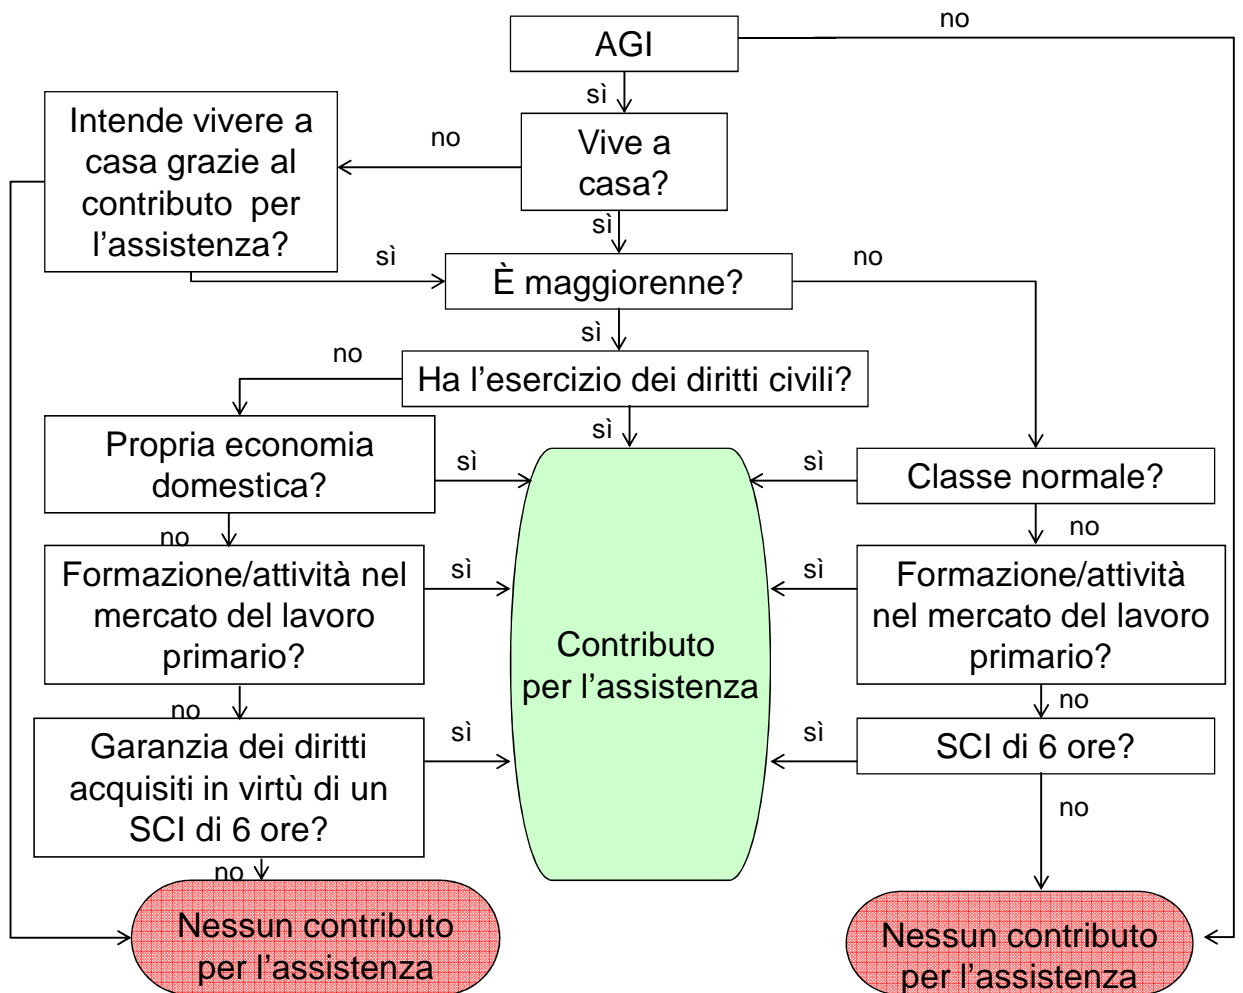 no
AGI
sì
Intende vivere a
casa grazie al
contributo per
l'assistenza?
no
Vive a
casa?
sì
sì
È maggiorenne?
no
sì
no
Ha l'esercizio dei diritti civili?
sì
Propria economia
domestica?
sì
sì
Classe normale?
no
no
Formazione/attività nel
mercato del lavoro
primario?
sì
Contributo
per l'assistenza
sì
Formazione/attività
nel mercato del lavoro
primario?
no
no
Garanzia dei diritti
acquisiti in virtù di un
SCI di 6 ore?
sì
sì
SCI di 6 ore?
no
no
Nessun contributo
per l'assistenza
Nessun contributo
per l'assistenza